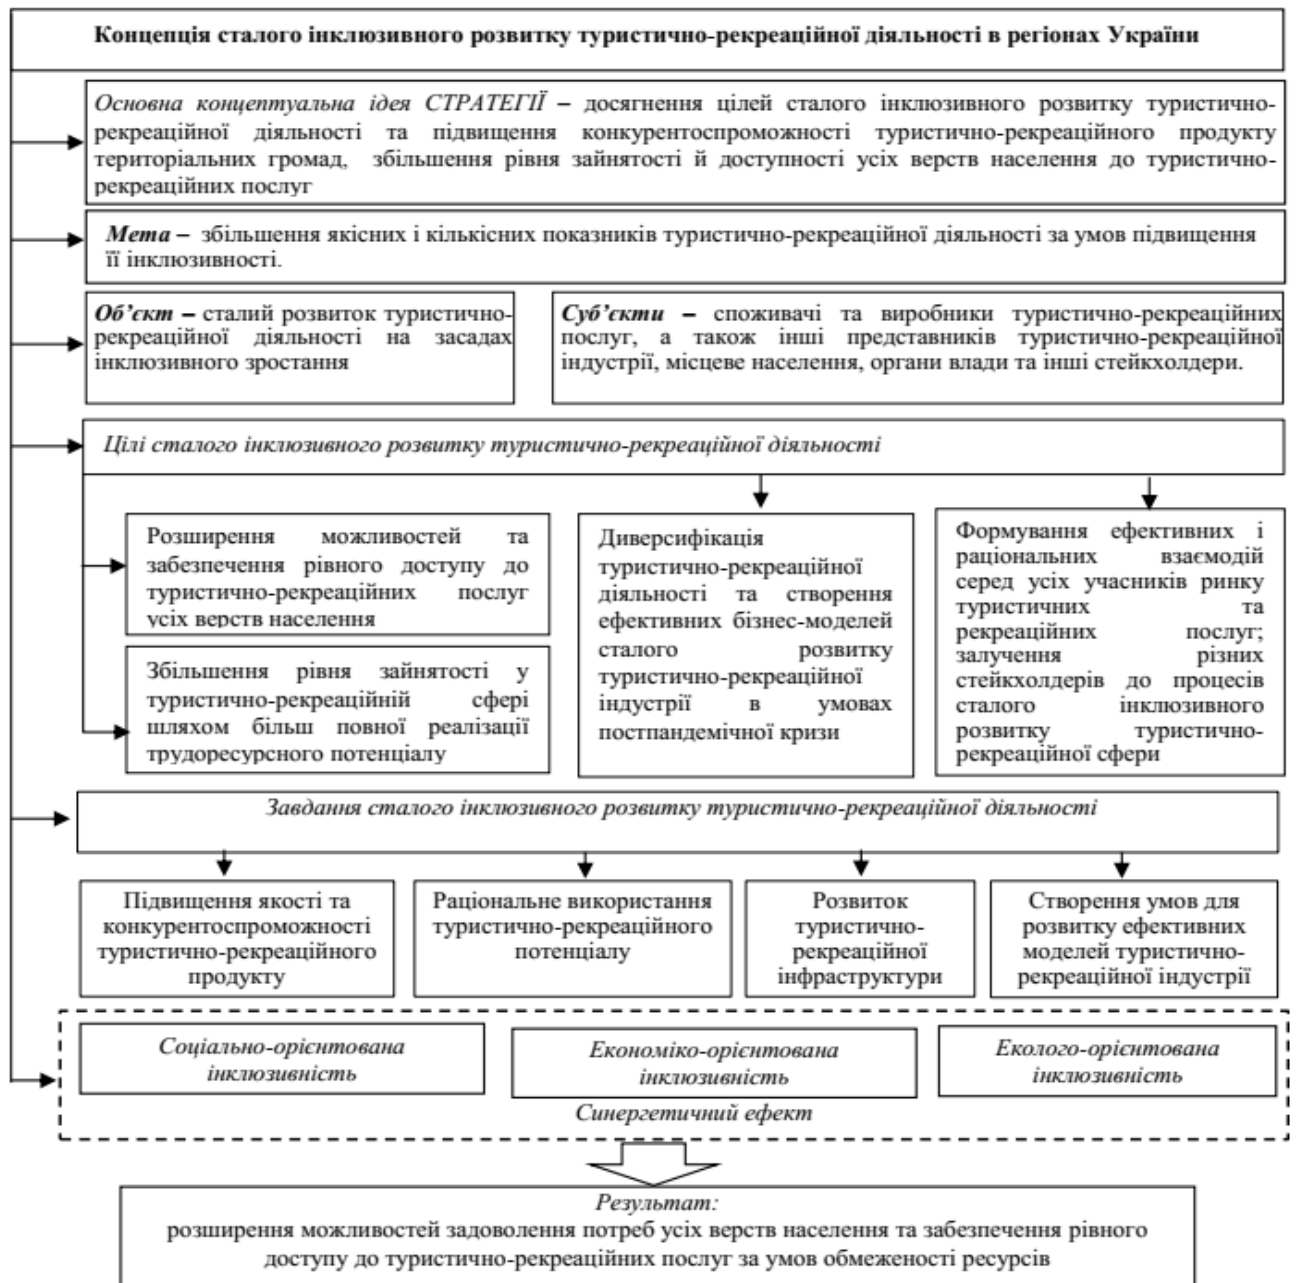 Концепція сталого інклюзивного розвитку туристично-рекреаційної діяльності в регіонах України
Основна концептуальна ідея СТРАТЕГІЇ – досягнення цілей сталого інклюзивного розвитку туристично-
рекреаційної діяльності та підвищення конкурентоспроможності туристично-рекреаційного продукту
територіальних громад, збільшення рівня зайнятості й доступності усіх верств населення до туристично-
рекреаційних послуг
Мета – збільшення якісних і кількісних показників туристично-рекреаційної діяльності за умов підвищення
її інклюзивності.
Об’єкт – сталий розвиток туристично-
рекреаційної діяльності на засадах
інклюзивного зростання
Суб’єкти – споживачі та виробники туристично-рекреаційних
послуг, а також інші представників туристично-рекреаційної
індустрії, місцеве населення, органи влади та інші стейкхолдери.
Цілі сталого інклюзивного розвитку туристично-рекреаційної діяльності
Розширення можливостей та
забезпечення рівного доступу до
туристично-рекреаційних послуг
усіх верств населення
Збільшення рівня зайнятості у
туристично-рекреаційній сфері
шляхом більш повної реалізації
трудоресурсного потенціалу
Диверсифікація
туристично-рекреаційної
діяльності та створення
ефективних бізнес-моделей
сталого розвитку
туристично-рекреаційної
індустрії в умовах
постпандемічної кризи
Формування ефективних і
раціональних взаємодій
серед усіх учасників ринку
туристичних та
рекреаційних послуг;
залучення різних
стейкхолдерів до процесів
сталого інклюзивного
розвитку туристично-
рекреаційної сфери
Завдання сталого інклюзивного розвитку туристично-рекреаційної діяльності
Підвищення якості та
конкурентоспроможності
туристично-рекреаційного
продукту
Раціональне використання
туристично-рекреаційного
потенціалу
Розвиток
туристично-
рекреаційної
інфраструктури
Створення умов для
розвитку ефективних
моделей туристично-
рекреаційної індустрії
Соціально-орієнтована
інклюзивність
Економіко-орієнтована
інклюзивність
Еколого-орієнтована
інклюзивність
Синергетичний ефект
Результат:
розширення можливостей задоволення потреб усіх верств населення та забезпечення рівного
доступу до туристично-рекреаційних послуг за умов обмеженості ресурсів